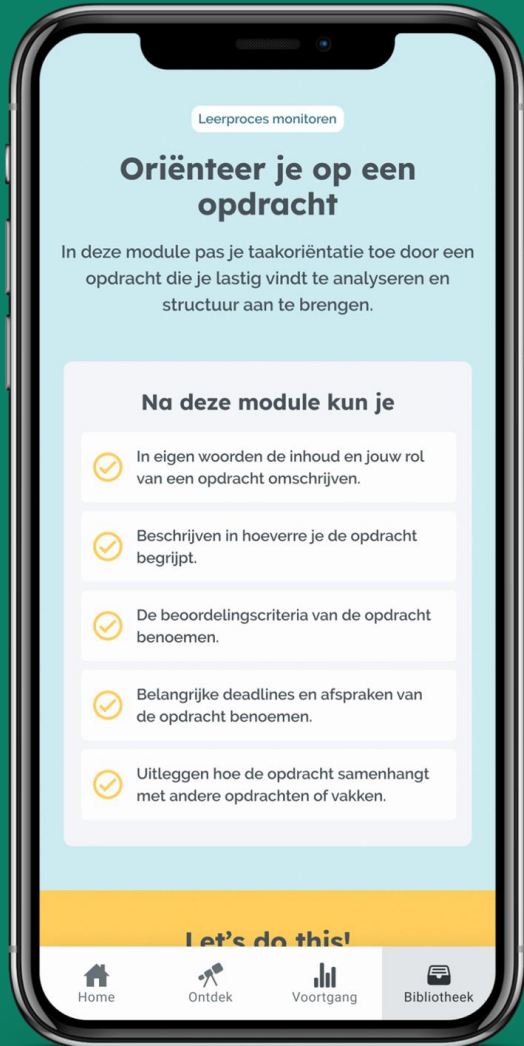 Leerproces monitoren
Oriënteer je op een
opdracht
In deze module pas je taakoriëntatie toe door een
opdracht die je lastig vindt te analyseren en
structuur aan te brengen.
Na deze module kun je
In eigen woorden de inhoud en jouw rol
van een opdracht omschrijven.
Beschrijven in hoeverre je de opdracht
begrijpt.
De beoordelingscriteria van de opdracht
benoemen.
Belangrijke deadlines en afspraken van
de opdracht benoemen.
Uitleggen hoe de opdracht samenhangt
met andere opdrachten of vakken.
Let's do this!
Home
Ontdek
Voortgang
Bibliotheek